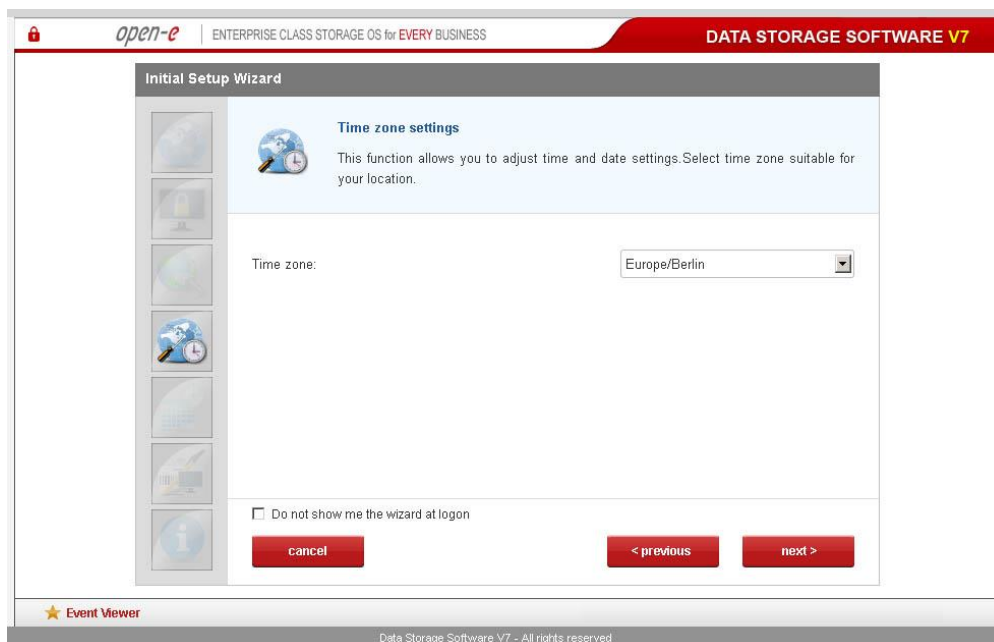 open-e ENTERPRISE CLASS STORAGE OS for EVERY BUSINESS DATA STORAGE SOFTWARE V7
Initial Setup Wizard
Time zone settings
This function allows you to adjust time and date settings.Select time zone suitable for
your location.
Time zone: Europe/Berlin
Do not show me the wizard at logon
cancel < previous next >
Event Viewer
Data Storage Software V7 - All rights reserved